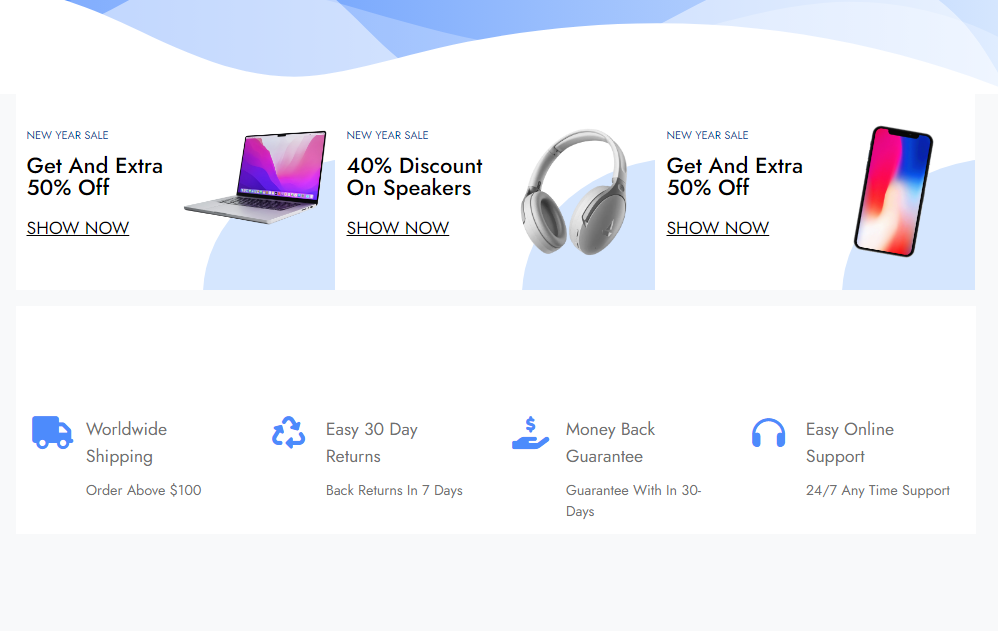 NEW YEAR SALE
Get And Extra
50% Off
SHOW NOW
NEW YEAR SALE
40% Discount
On Speakers
SHOW NOW
NEW YEAR SALE
Get And Extra
50% Off
SHOW NOW
Worldwide
Shipping
Order Above $100
Easy 30 Day
Returns
Back Returns In 7 Days
Money Back
Guarantee
Guarantee With In 30-
Days
Easy Online
Support
24/7 Any Time Support